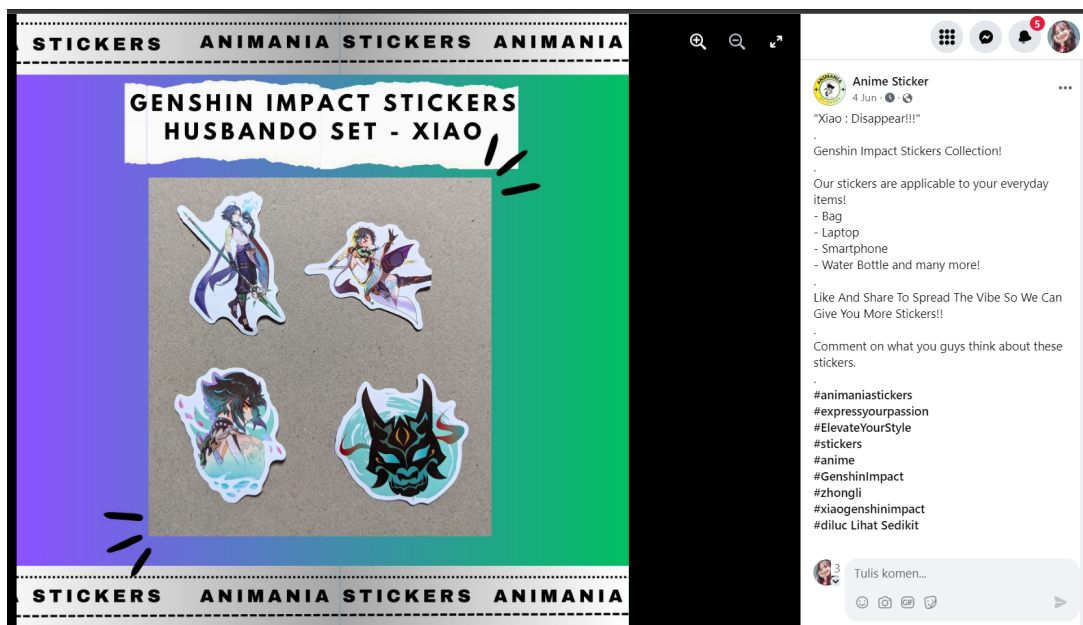 STICKERS ANIMANIA STICKERS ANIMANIA
GENSHIN IMPACT STICKERS
HUSBANDO SET - XIAO
STICKERS ANIMANIA STICKERS ANIMANIA
5
Anime Sticker
4 Jun ·
"Xiao : Disappear!!!"
.
Genshin Impact Stickers Collection!
.
Our stickers are applicable to your everyday
items!
- Bag
- Laptop
- Smartphone
- Water Bottle and many more!
.
Like And Share To Spread The Vibe So We Can
Give You More Stickers!!
.
Comment on what you guys think about these
stickers.
.
#animaniastickers
#expressyourpassion
#ElevateYourStyle
#stickers
#anime
#GenshinImpact
#zhongli
#xiaogenshinimpact
#diluc Lihat Sedikit
3
Tulis komen...
GIF